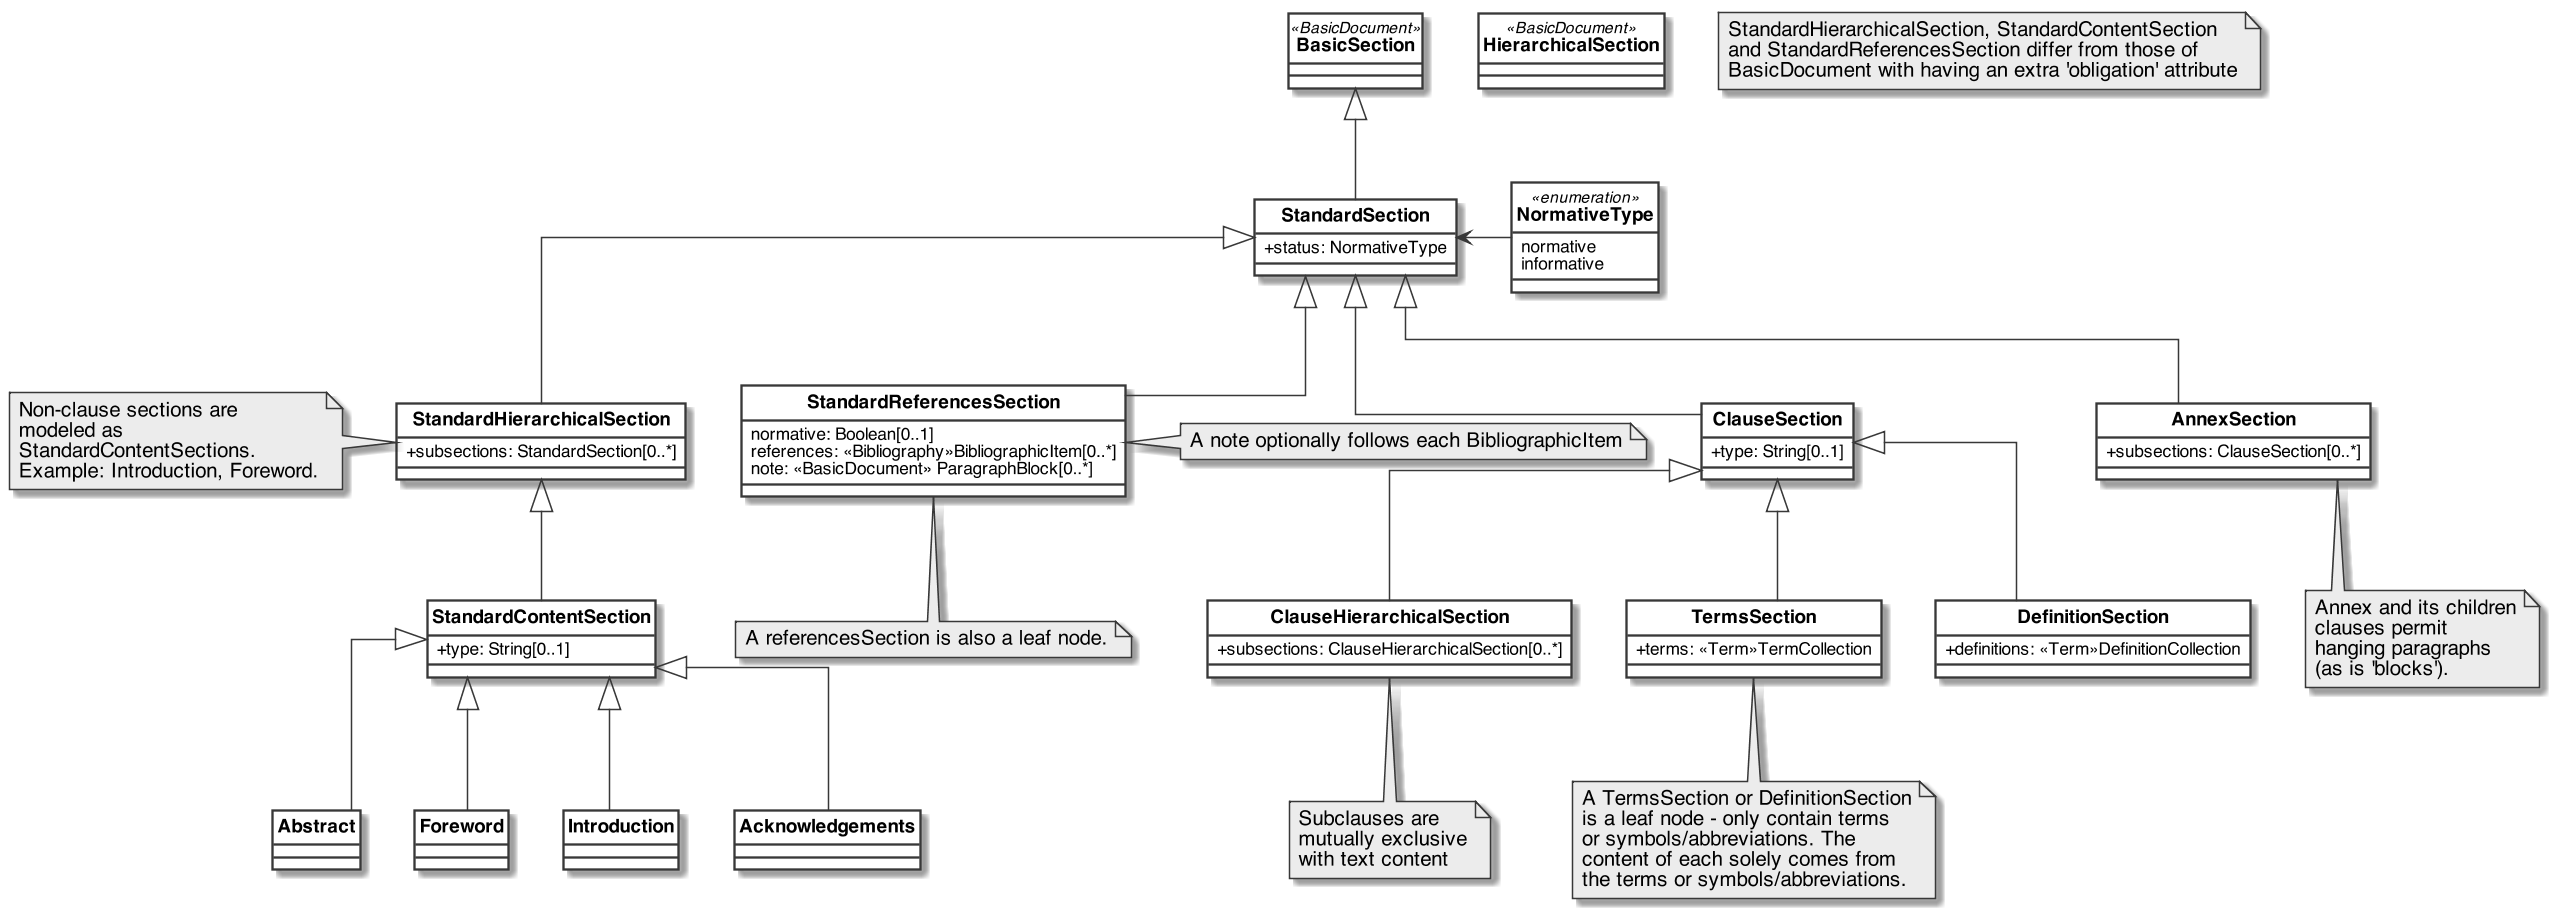 «BasicDocument»
BasicSection
«BasicDocument»
HierarchicalSection
StandardHierarchicalSection, StandardContentSection
and StandardReferencesSection differ from those of
BasicDocument with having an extra 'obligation' attribute
StandardSection
+status: NormativeType
«enumeration»
NormativeType
normative
informative
Non-clause sections are
modeled as
StandardContentSections.
Example: Introduction, Foreword.
StandardHierarchicalSection
+subsections: StandardSection[0..*]
StandardReferencesSection
normative: Boolean[0..1]
references: «Bibliography»BibliographicItem[0..*]
note: «BasicDocument» ParagraphBlock[0..*]
A note optionally follows each BibliographicItem
ClauseSection
+type: String[0..1]
AnnexSection
+subsections: ClauseSection[0..*]
StandardContentSection
+type: String[0..1]
A referencesSection is also a leaf node.
ClauseHierarchicalSection
+subsections: ClauseHierarchicalSection[0..*]
TermsSection
+terms: «Term»TermCollection
DefinitionSection
+definitions: «Term»DefinitionCollection
Annex and its children
clauses permit
hanging paragraphs
(as is 'blocks').
Abstract
Foreword
Introduction
Acknowledgements
Subclauses are
mutually exclusive
with text content
A TermsSection or DefinitionSection
is a leaf node - only contain terms
or symbols/abbreviations. The
content of each solely comes from
the terms or symbols/abbreviations.